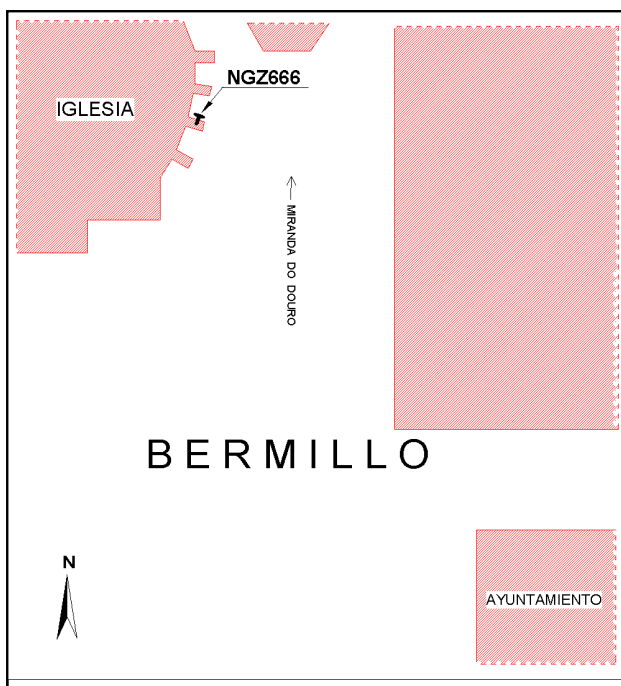 NGZ666
IGLESIA
MIRANDA DO DOURO
BERMILLO
N
AYUNTAMIENTO